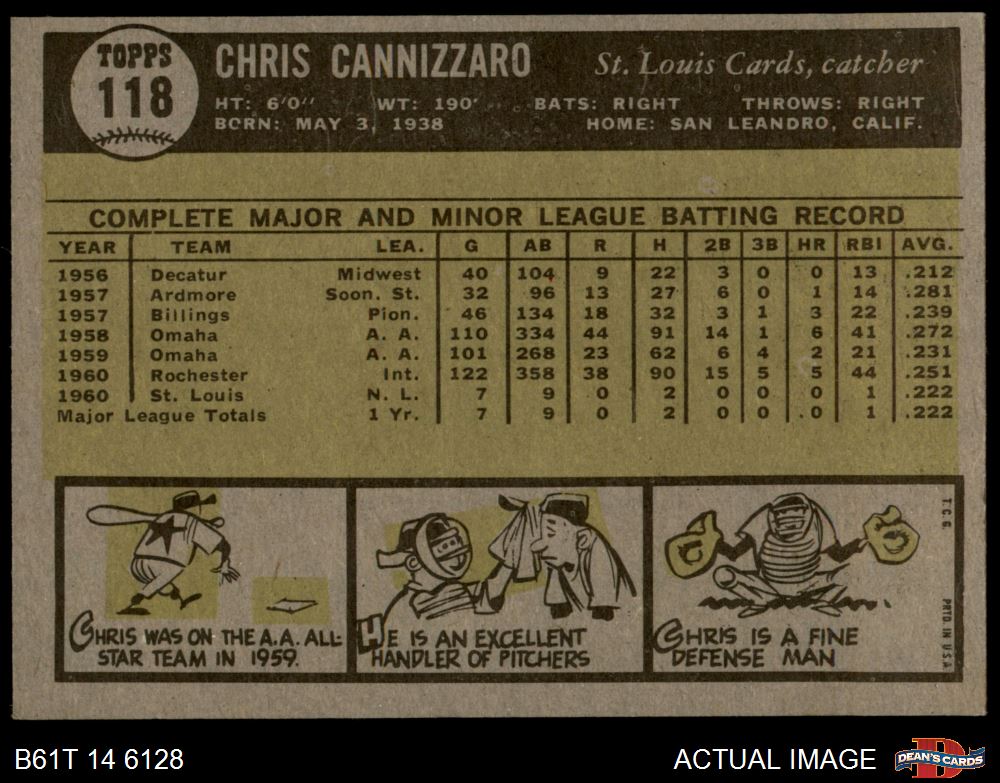 TOPPS
118
CHRIS CANNIZZARO St. Louis Cards, catcher
HT: 6'0" WT: 190' BATS: RIGHT THROWS: RIGHT
BORN: MAY 3, 1938 HOME: SAN LEANDRO, CALIF.
COMPLETE MAJOR AND MINOR LEAGUE BATTING RECORD
YEAR TEAM LEA. G AB R H 2B 3B HR RBI AVG.
1956 Decatur Midwest 40 104 9 22 3 0 0 13 .212
1957 Ardmore Soon. St. 32 96 13 27 6 0 1 14 .281
1957 Billings Pion. 46 134 18 32 3 1 3 22 .239
1958 Omaha A. A. 110 334 44 91 14 1 6 41 .272
1959 Omaha A. A. 101 268 23 62 6 4 2 21 .231
1960 Rochester Int. 122 358 38 90 15 5 5 44 .251
1960 St. Louis N. L. 7 9 0 2 0 0 0 1 .222
Major League Totals 1 Yr. 7 9 0 2 0 0 0 1 .222
CHRIS WAS ON THE A.A. ALL-
STAR TEAM IN 1959.
HE IS AN EXCELLENT
HANDLER OF PITCHERS
CHRIS IS A FINE
DEFENSE MAN
T.C.G.
PRTD. IN U.S.A.
B61T 14 6128
ACTUAL IMAGE
DEAN'S CARDS